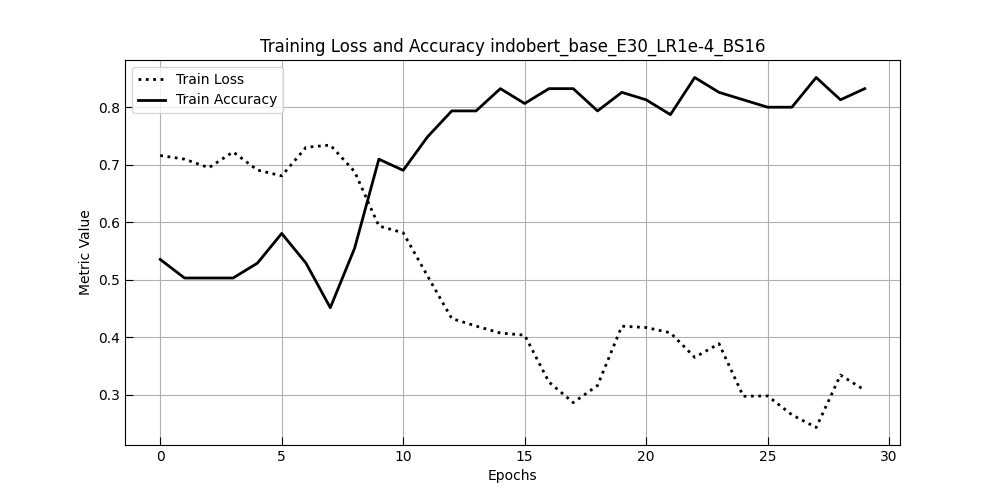 Training Loss and Accuracy indobert_base_E30_LR1e-4_BS16
Train Loss
Train Accuracy
0.8
0.7
0.6
0.5
0.4
0.3
Metric Value
0 5 10 15 20 25 30
Epochs